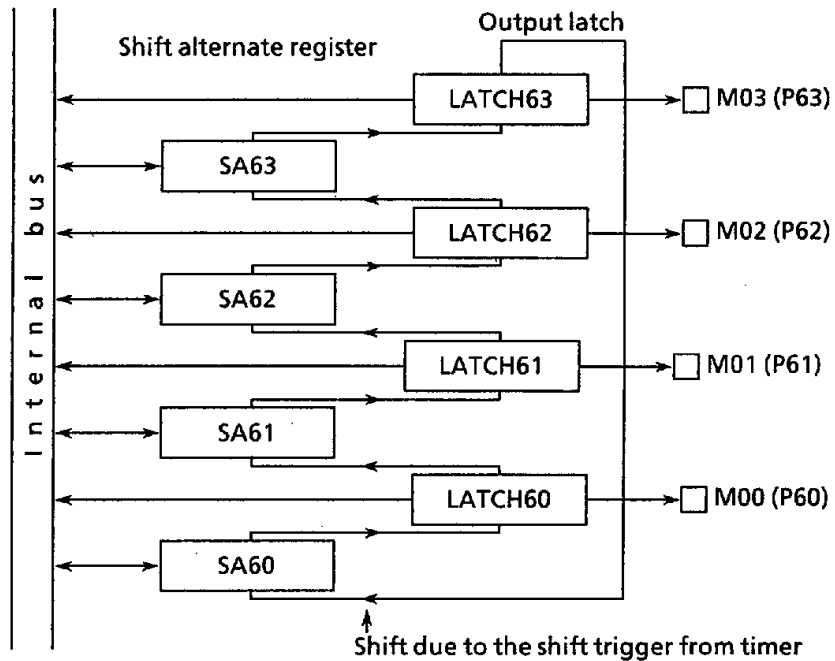 Output latch
Shift alternate register
LATCH63
M03 (P63)
SA63
LATCH62
M02 (P62)
SA62
LATCH61
M01 (P61)
SA61
LATCH60
M00 (P60)
SA60
Internal bus
Shift due to the shift trigger from timer